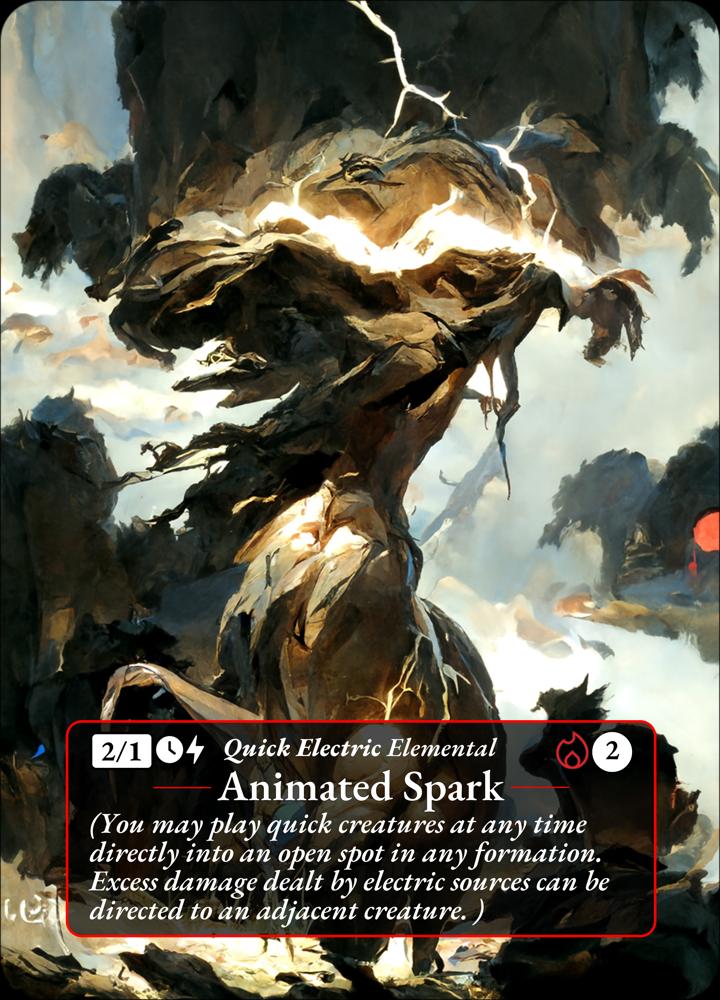 2/1 Quick Electric Elemental 2
Animated Spark
(You may play quick creatures at any time
directly into an open spot in any formation.
Excess damage dealt by electric sources can be
directed to an adjacent creature. )